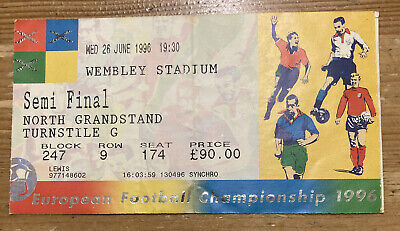 WED 26 JUNE 1996 19:30
WEMBLEY STADIUM
Semi Final
NORTH GRANDSTAND
TURNSTILE G
BLOCK ROW SEAT PRICE
247 9 174 £90.00
LEWIS
977148602 16:03:59 130496 SYNCHRO
European Football Championship 1996